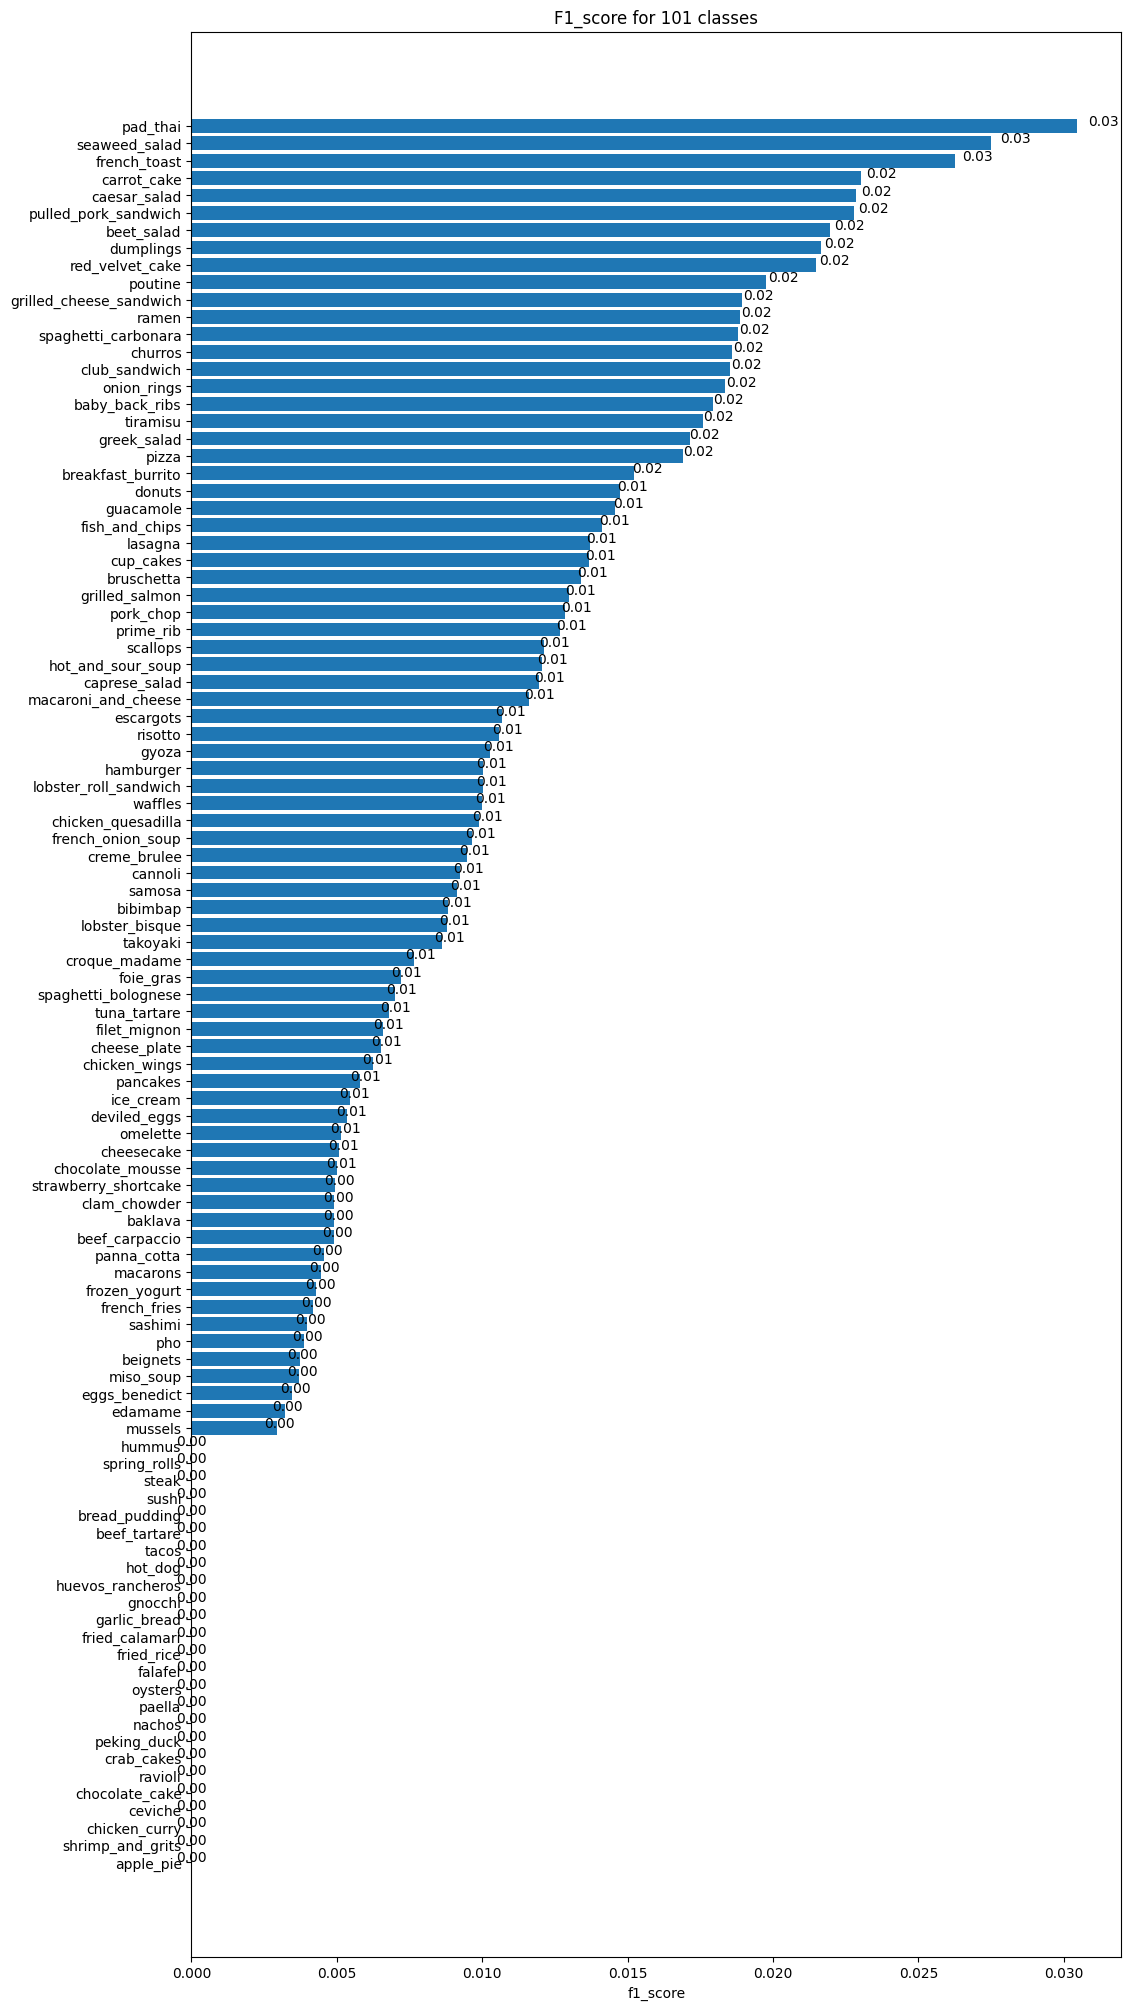 F1_score for 101 classes
pad_thai 0.03
seaweed_salad 0.03
french_toast 0.03
carrot_cake 0.02
caesar_salad 0.02
pulled_pork_sandwich 0.02
beet_salad 0.02
dumplings 0.02
red_velvet_cake 0.02
poutine 0.02
grilled_cheese_sandwich 0.02
ramen 0.02
spaghetti_carbonara 0.02
churros 0.02
club_sandwich 0.02
onion_rings 0.02
baby_back_ribs 0.02
tiramisu 0.02
greek_salad 0.02
pizza 0.02
breakfast_burrito 0.02
donuts 0.01
guacamole 0.01
fish_and_chips 0.01
lasagna 0.01
cup_cakes 0.01
bruschetta 0.01
grilled_salmon 0.01
pork_chop 0.01
prime_rib 0.01
scallops 0.01
hot_and_sour_soup 0.01
caprese_salad 0.01
macaroni_and_cheese 0.01
escargots 0.01
risotto 0.01
gyoza 0.01
hamburger 0.01
lobster_roll_sandwich 0.01
waffles 0.01
chicken_quesadilla 0.01
french_onion_soup 0.01
creme_brulee 0.01
cannoli 0.01
samosa 0.01
bibimbap 0.01
lobster_bisque 0.01
takoyaki 0.01
croque_madame 0.01
foie_gras 0.01
spaghetti_bolognese 0.01
tuna_tartare 0.01
filet_mignon 0.01
cheese_plate 0.01
chicken_wings 0.01
pancakes 0.01
ice_cream 0.01
deviled_eggs 0.01
omelette 0.01
cheesecake 0.01
chocolate_mousse 0.01
strawberry_shortcake 0.00
clam_chowder 0.00
baklava 0.00
beef_carpaccio 0.00
panna_cotta 0.00
macarons 0.00
frozen_yogurt 0.00
french_fries 0.00
sashimi 0.00
pho 0.00
beignets 0.00
miso_soup 0.00
eggs_benedict 0.00
edamame 0.00
mussels 0.00
hummus 0.00
spring_rolls 0.00
steak 0.00
sushi 0.00
bread_pudding 0.00
beef_tartare 0.00
tacos 0.00
hot_dog 0.00
huevos_rancheros 0.00
gnocchi 0.00
garlic_bread 0.00
fried_calamari 0.00
fried_rice 0.00
falafel 0.00
oysters 0.00
paella 0.00
nachos 0.00
peking_duck 0.00
crab_cakes 0.00
ravioli 0.00
chocolate_cake 0.00
ceviche 0.00
chicken_curry 0.00
shrimp_and_grits 0.00
apple_pie 0.00
0.000 0.005 0.010 0.015 0.020 0.025 0.030
f1_score